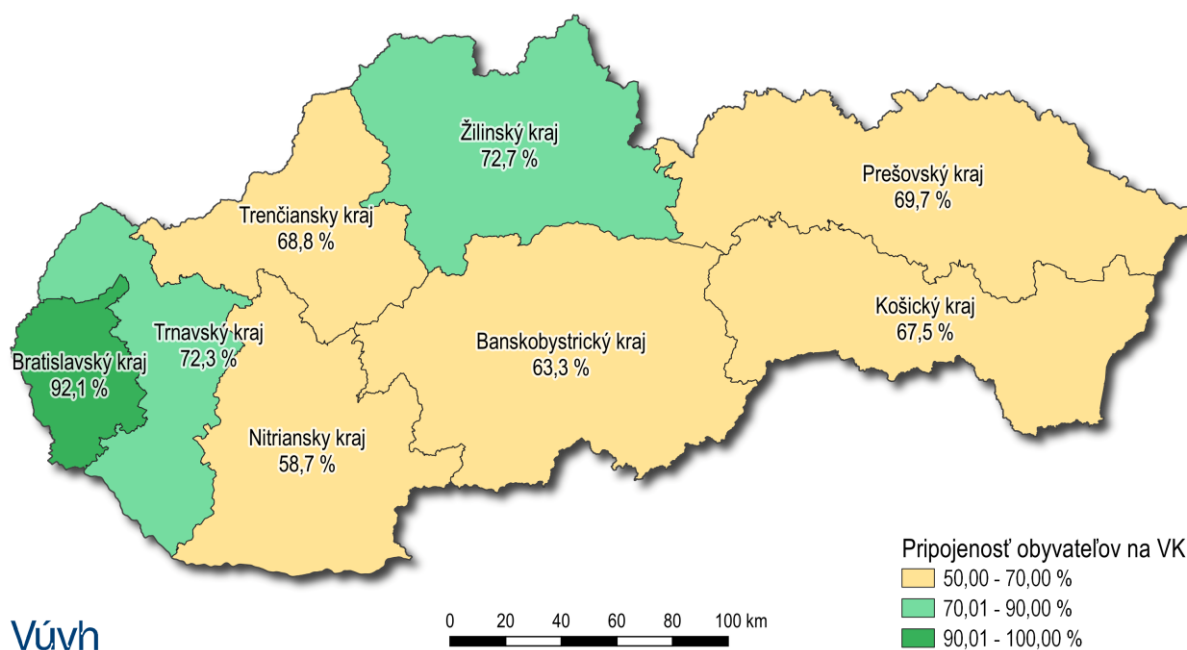 Žilinský kraj
72,7 %
Prešovský kraj
69,7 %
Trenčiansky kraj
68,8 %
Košický kraj
67,5 %
Trnavský kraj
72,3 %
Banskobystrický kraj
63,3 %
Bratislavský kraj
92,1 %
Nitriansky kraj
58,7 %
Pripojenosť obyvateľov na VK
50,00 - 70,00 %
70,01 - 90,00 %
90,01 - 100,00 %
0 20 40 60 80 100 km
Vúvh